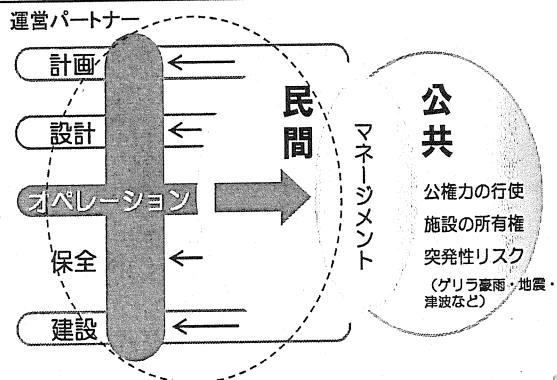 運営パートナー
計画
設計
オペレーション
保全
建設
民間
マネージメント
公共
公権力の行使
施設の所有権
突発性リスク
（ゲリラ豪雨・地震・
津波など）